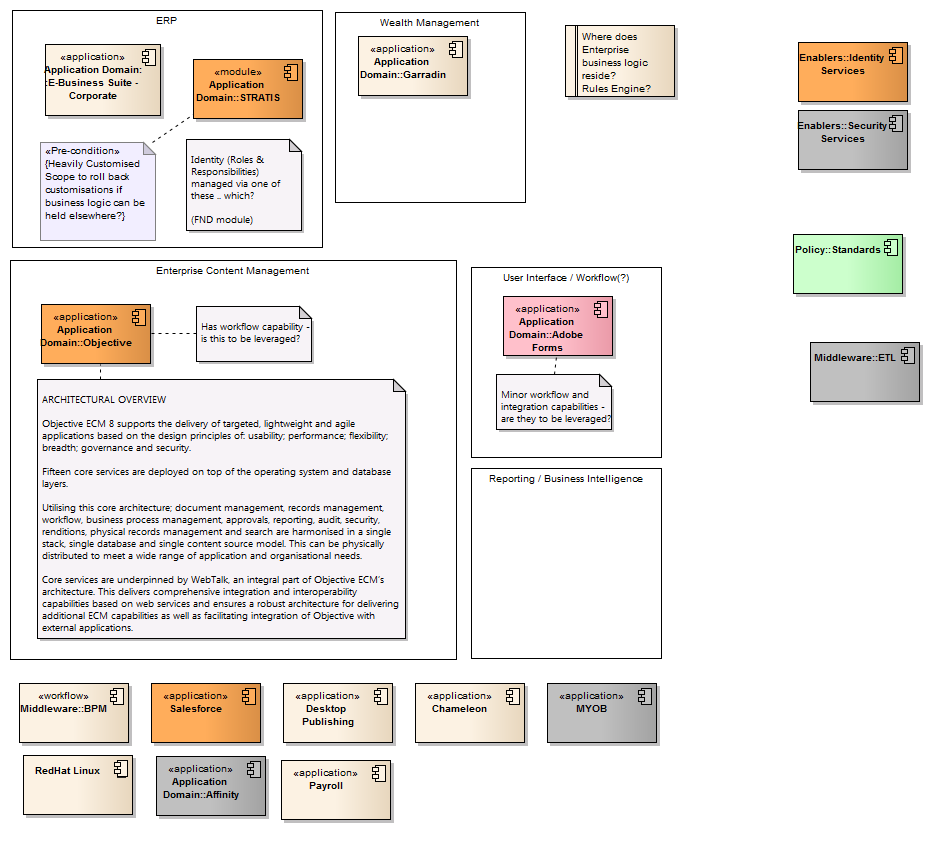 ERP
«application»
Application Domain:
:E-Business Suite -
Corporate
«module»
Application
Domain::STRATIS
«Pre-condition»
{Heavily Customised
Scope to roll back
customisations if
business logic can be
held elsewhere?}
Identity (Roles &
Responsibilities)
managed via one of
these .. which?
(FND module)
Wealth Management
«application»
Application
Domain::Garradin
Where does
Enterprise
business logic
reside?
Rules Engine?
Enablers::Identity
Services
Enablers::Security
Services
Policy::Standards
Middleware::ETL
Enterprise Content Management
«application»
Application
Domain::Objective
Has workflow capability -
is this to be leveraged?
ARCHITECTURAL OVERVIEW
Objective ECM 8 supports the delivery of targeted, lightweight and agile
applications based on the design principles of: usability; performance; flexibility;
breadth; governance and security.
Fifteen core services are deployed on top of the operating system and database
layers.
Utilising this core architecture; document management, records management,
workflow, business process management, approvals, reporting, audit, security,
renditions, physical records management and search are harmonised in a single
stack, single database and single content source model. This can be physically
distributed to meet a wide range of application and organisational needs.
Core services are underpinned by WebTalk, an integral part of Objective ECM's
architecture. This delivers comprehensive integration and interoperability
capabilities based on web services and ensures a robust architecture for delivering
additional ECM capabilities as well as facilitating integration of Objective with
external applications.
User Interface / Workflow(?)
«application»
Application
Domain::Adobe
Forms
Minor workflow and
integration capabilities -
are they to be leveraged?
Reporting / Business Intelligence
«workflow»
Middleware::BPM
«application»
Salesforce
«application»
Desktop
Publishing
«application»
Chameleon
«application»
MYOB
RedHat Linux
«application»
Application
Domain::Affinity
«application»
Payroll